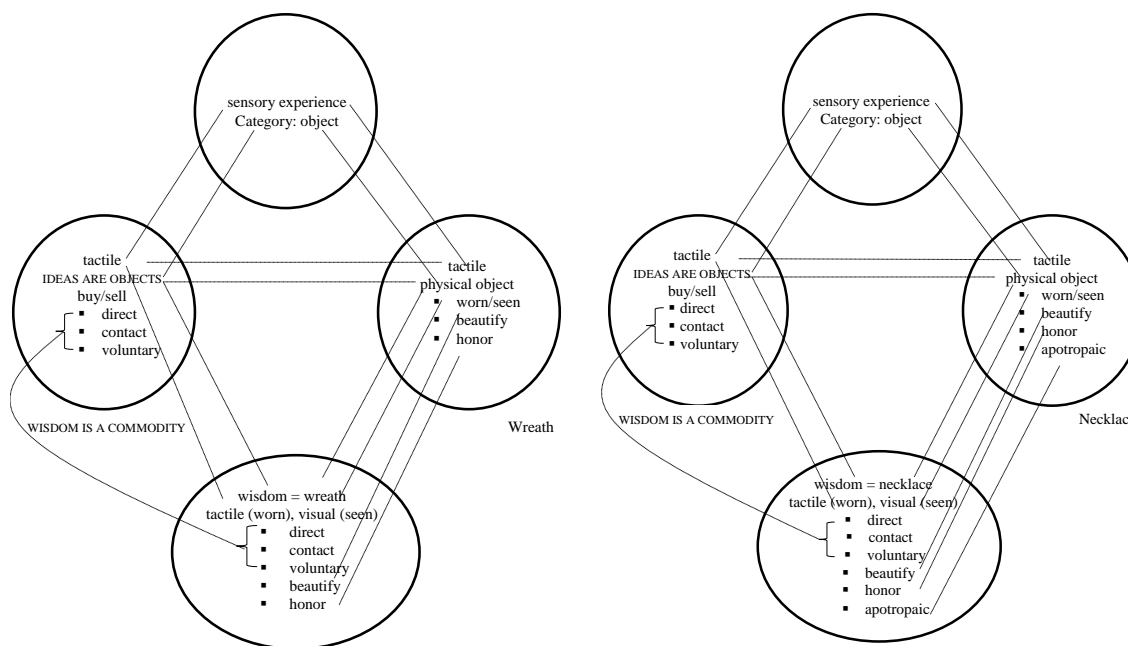 sensory experience
Category: object
tactile
IDEAS ARE OBJECTS
buy/sell
▪ direct
▪ contact
▪ voluntary
WISDOM IS A COMMODITY
tactile
physical object
▪ worn/seen
▪ beautify
▪ honor
Wreath
wisdom = wreath
tactile (worn), visual (seen)
▪ direct
▪ contact
▪ voluntary
▪ beautify
▪ honor
sensory experience
Category: object
tactile
IDEAS ARE OBJECTS
buy/sell
▪ direct
▪ contact
▪ voluntary
WISDOM IS A COMMODITY
tactile
physical object
▪ worn/seen
▪ beautify
▪ honor
▪ apotropaic
Necklac
wisdom = necklace
tactile (worn), visual (seen)
▪ direct
▪ contact
▪ voluntary
▪ beautify
▪ honor
▪ apotropaic